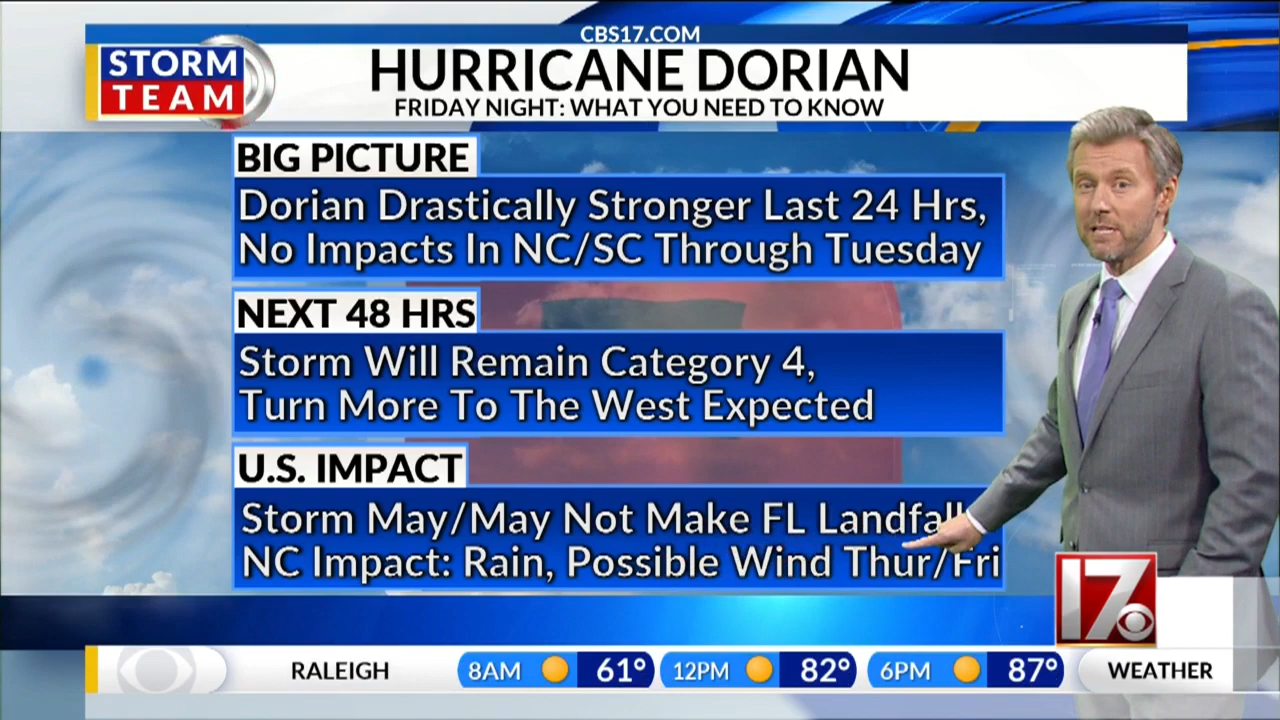 CBS17.COM
STORM
TEAM
HURRICANE DORIAN
FRIDAY NIGHT: WHAT YOU NEED TO KNOW
BIG PICTURE
Dorian Drastically Stronger Last 24 Hrs,
No Impacts In NC/SC Through Tuesday
NEXT 48 HRS
Storm Will Remain Category 4,
Turn More To The West Expected
U.S. IMPACT
Storm May/May Not Make FL Landfall
NC Impact: Rain, Possible Wind Thur/Fri
17
RALEIGH 8AM 61° 12PM 82° 6PM 87° WEATHER